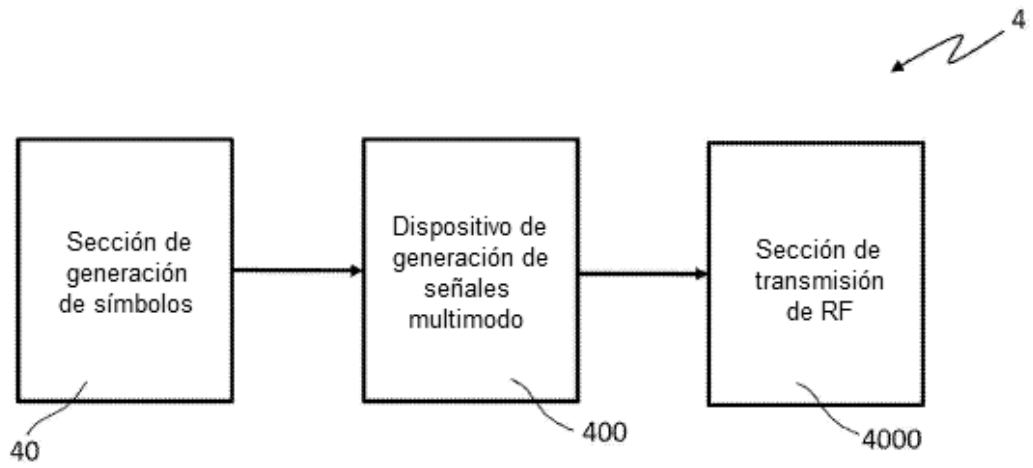 4
Sección de
generación
de símbolos
Dispositivo de
generación de
señales
multimodo
Sección de
transmisión
de RF
40
400
4000